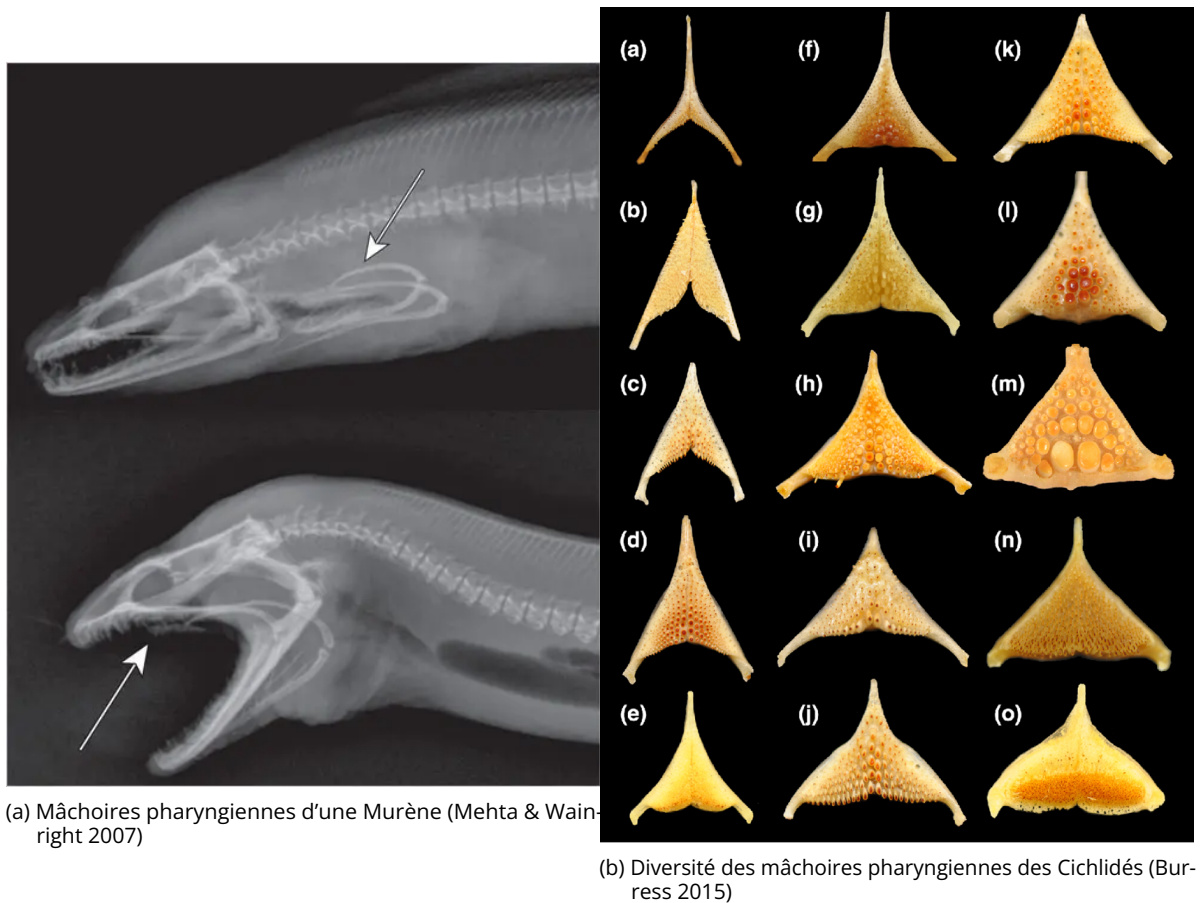 (a)
(f)
(k)
(b)
(g)
(l)
(c)
(h)
(m)
(d)
(i)
(n)
(e)
(j)
(o)
(a) Mâchoires pharyngiennes d'une Murène (Mehta & Wain-
right 2007)
(b) Diversité des mâchoires pharyngiennes des Cichlidés (Bur-
ress 2015)